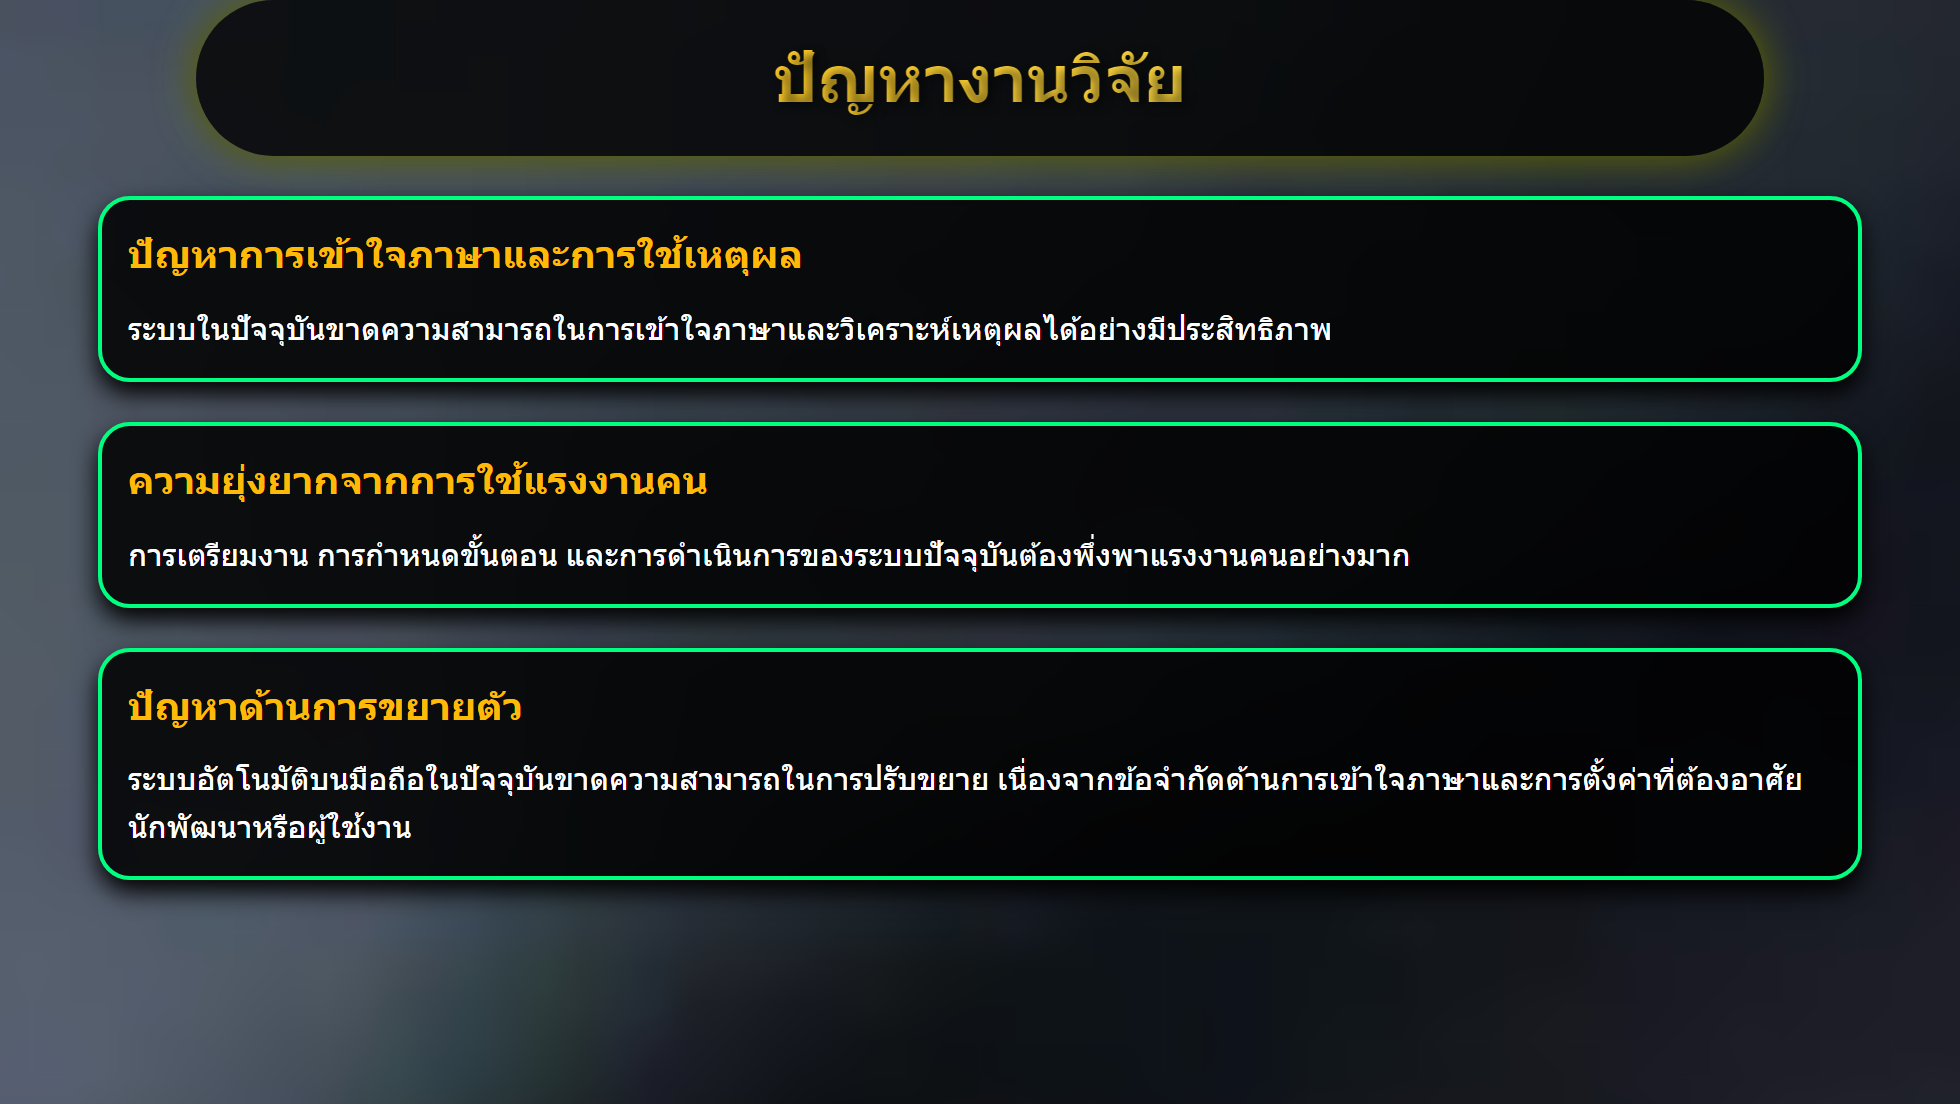 ปัญหางานวิจัย
ปัญหาการเข้าใจภาษาและการใช้เหตุผล
ระบบในปัจจุบันขาดความสามารถในการเข้าใจภาษาและวิเคราะห์เหตุผลได้อย่างมีประสิทธิภาพ
ความยุ่งยากจากการใช้แรงงานคน
การเตรียมงาน การกำหนดขั้นตอน และการดำเนินการของระบบปัจจุบันต้องพึ่งพาแรงงานคนอย่างมาก
ปัญหาด้านการขยายตัว
ระบบอัตโนมัติบนมือถือในปัจจุบันขาดความสามารถในการปรับขยาย เนื่องจากข้อจำกัดด้านการเข้าใจภาษาและการตั้งค่าที่ต้องอาศัย
นักพัฒนาหรือผู้ใช้งาน